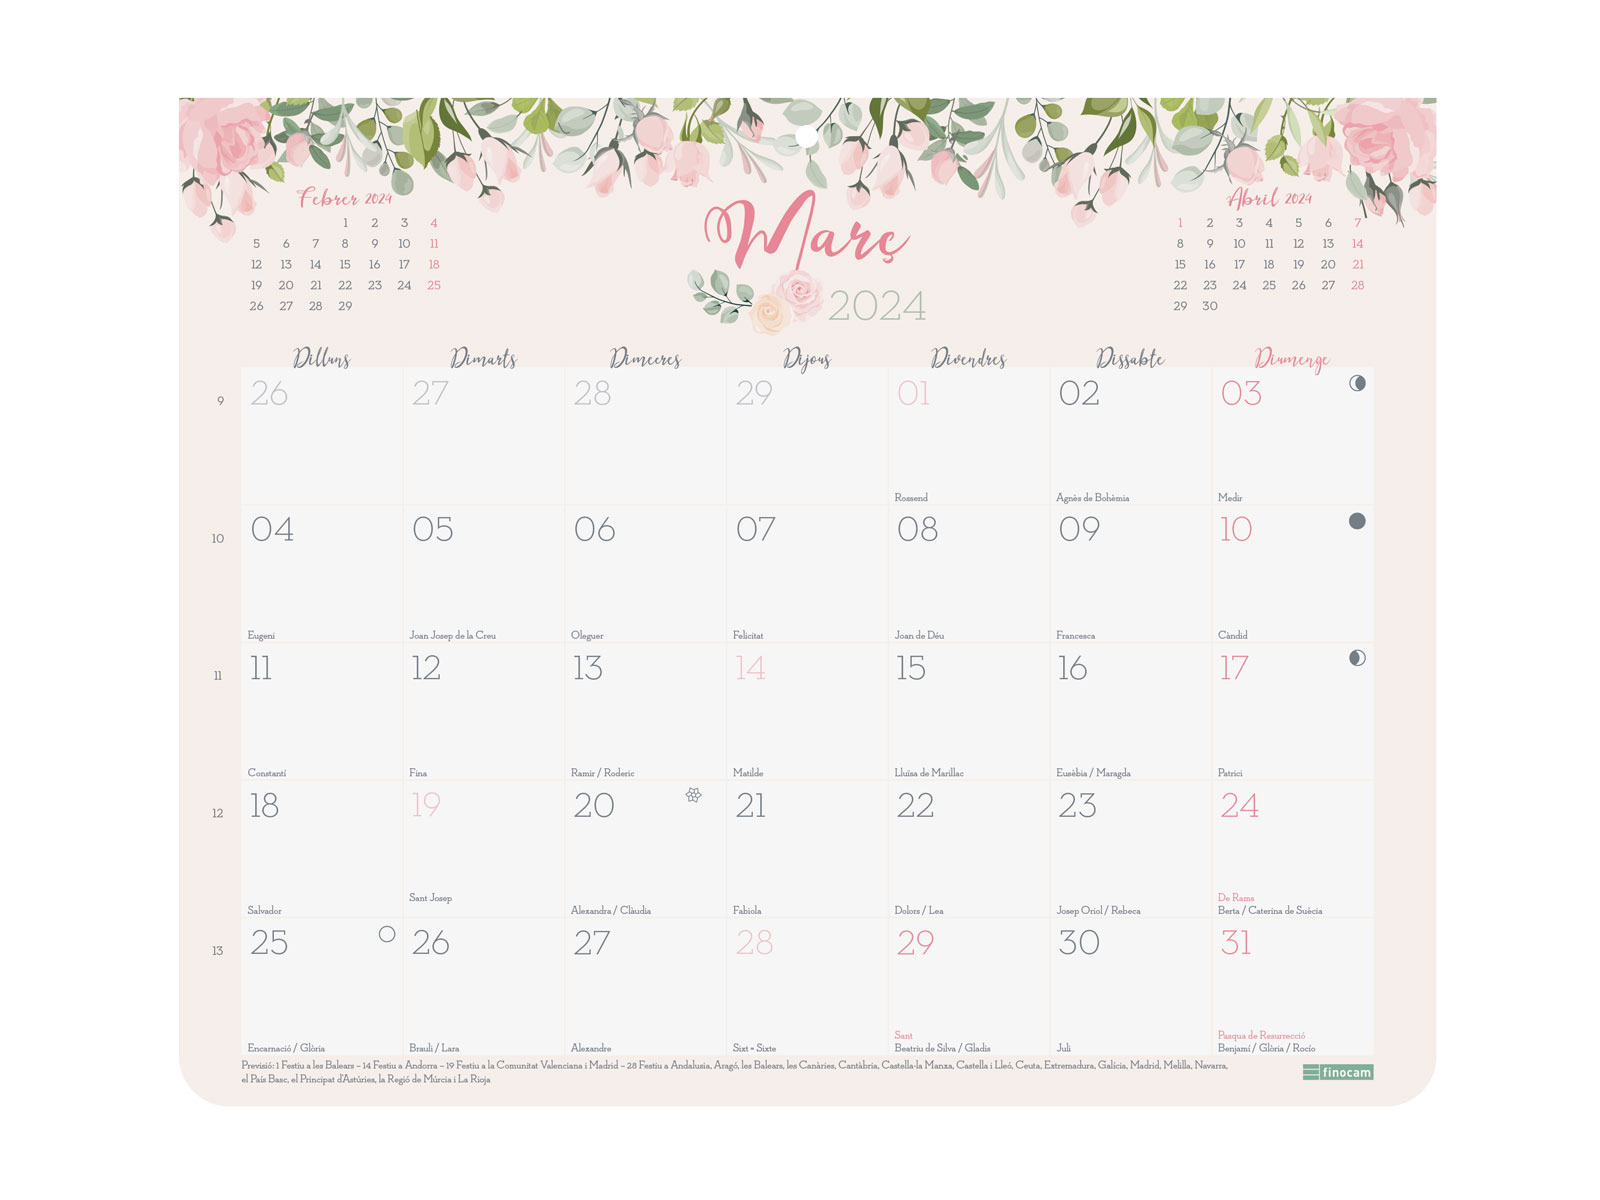 Febrer 2024
1 2 3 4
5 6 7 8 9 10 11
12 13 14 15 16 17 18
19 20 21 22 23 24 25
26 27 28 29
Març
2024
Abril 2024
1 2 3 4 5 6 7
8 9 10 11 12 13 14
15 16 17 18 19 20 21
22 23 24 25 26 27 28
29 30
Dilluns Dimarts Dimecres Dijous Divendres Dissabte Diumenge
9 26 27 28 29 01 02 03
Rossend Agnès de Bohèmia Medir
10 04 05 06 07 08 09 10
Eugeni Joan Josep de la Creu Oleguer Felicitat Joan de Déu Francesca Càndid
11 11 12 13 14 15 16 17
Constantí Fina Ramir / Roderic Matilde Lluïsa de Marillac Eusèbia / Maragda Patrici
12 18 19 20 21 22 23 24
Sant Josep De Rams
Salvador Alexandra / Clàudia Fabiola Dolors / Lea Josep Oriol / Rebeca Berta / Caterina de Suècia
13 25 26 27 28 29 30 31
Sant Pasqua de Resurrecció
Encarnació / Glòria Brauli / Lara Alexandre Sixt = Sixte Beatriu de Silva / Gladis Juli Benjamí / Glòria / Rocío
Previsió: 1 Festiu a les Balears – 14 Festiu a Andorra – 19 Festiu a la Comunitat Valenciana i Madrid – 28 Festiu a Andalusia, Aragó, les Balears, les Canàries, Cantàbria, Castella-la Manxa, Castella i Lleó, Ceuta, Extremadura, Galícia, Madrid, Melilla, Navarra,
el País Basc, el Principat d'Astúries, la Regió de Múrcia i La Rioja
finocam